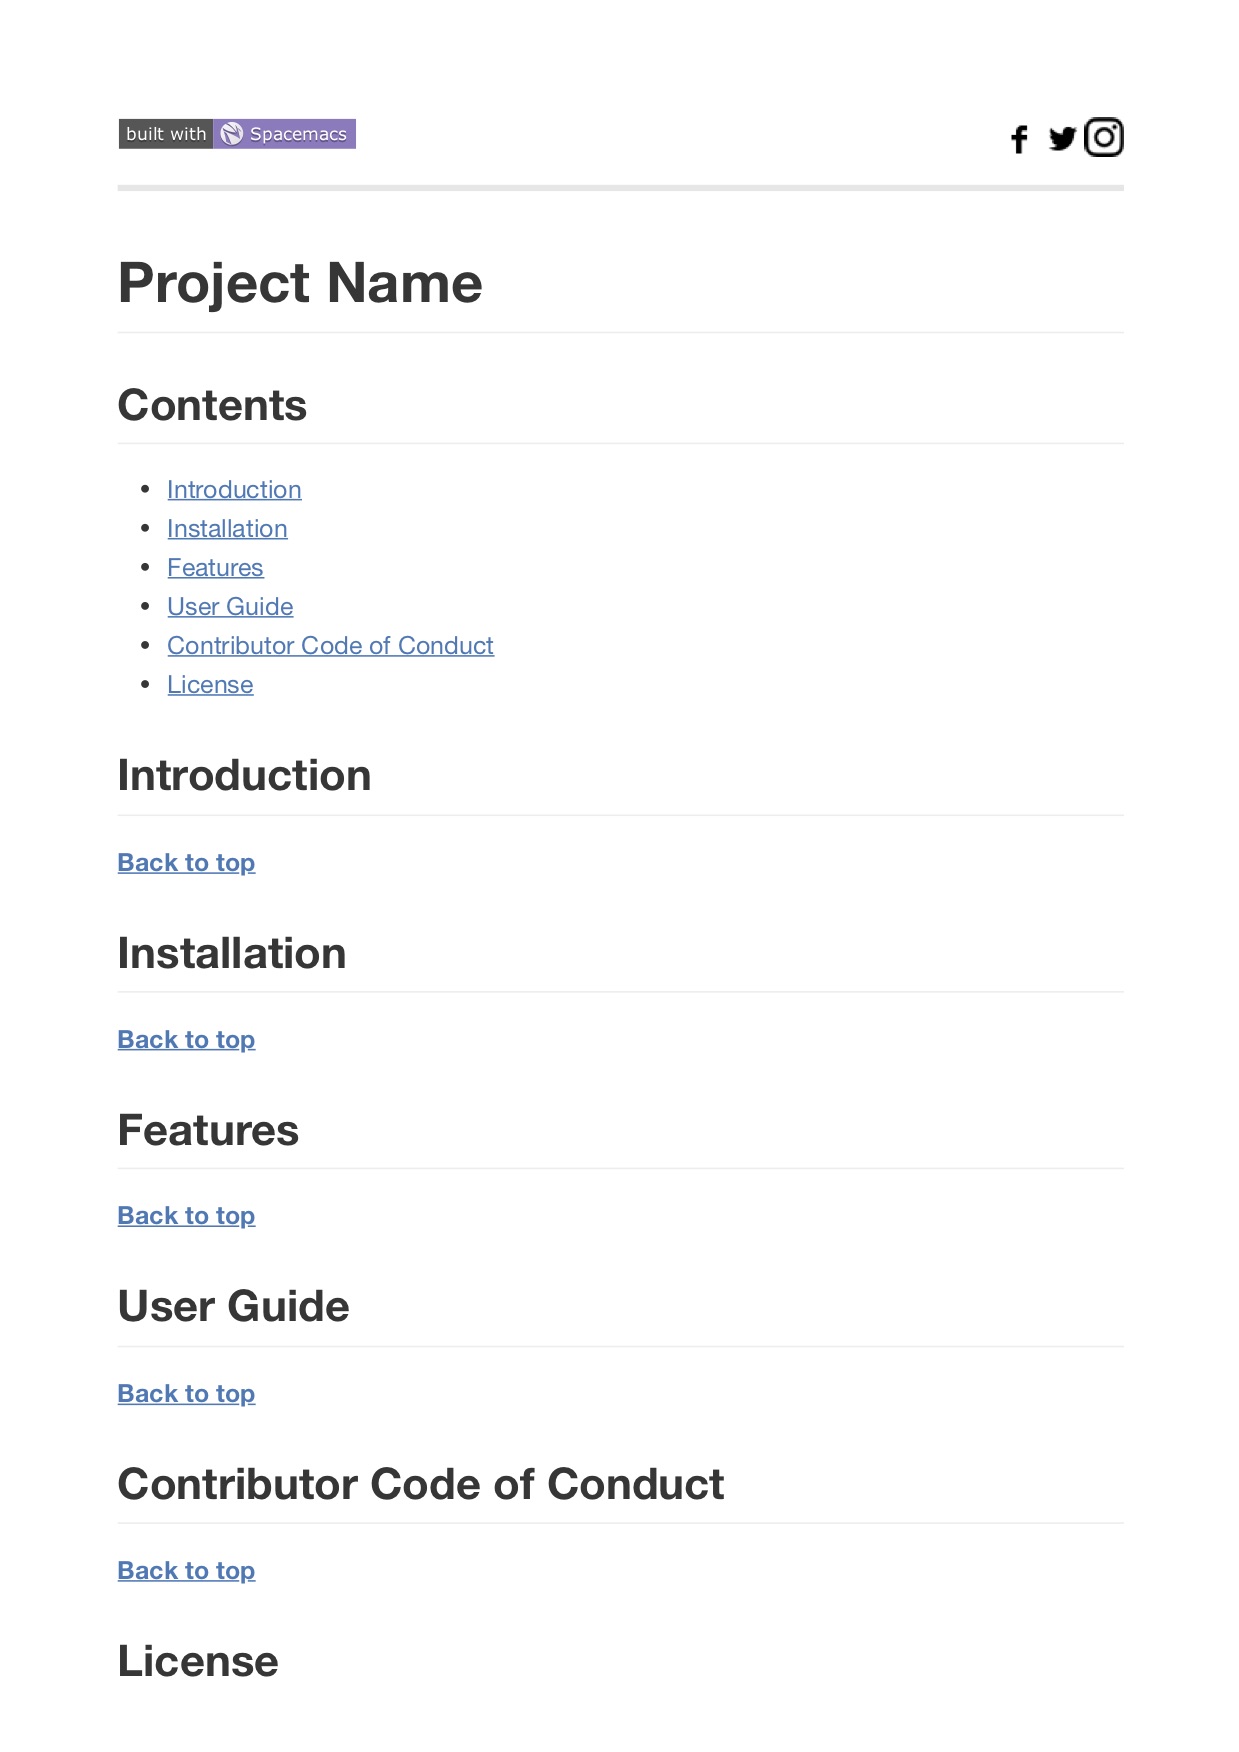 built with Spacemacs
Project Name
Contents
Introduction
Installation
Features
User Guide
Contributor Code of Conduct
License
Introduction
Back to top
Installation
Back to top
Features
Back to top
User Guide
Back to top
Contributor Code of Conduct
Back to top
License